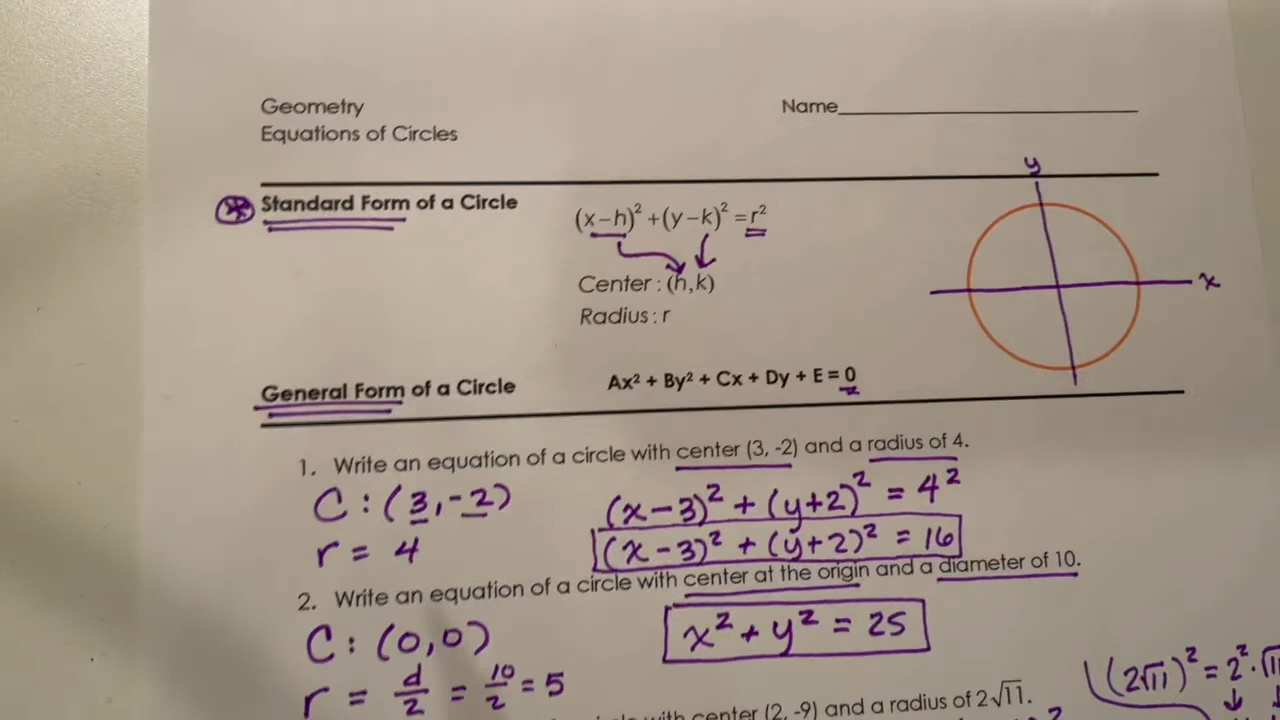 Geometry
Name
Equations of Circles
y
Standard Form of a Circle
(x-h)² +(y-k)² =r²
Center : (h,k)
x
Radius : r
General Form of a Circle
Ax² + By² + Cx + Dy + E = 0
1. Write an equation of a circle with center (3, -2) and a radius of 4.
C : (3, -2)
(x-3)² + (y+2)² = 4²
r = 4
(x-3)² + (y+2)² = 16
2. Write an equation of a circle with center at the origin and a diameter of 10.
C : (0,0)
x² + y² = 25
r = d/2 = 10/2 = 5
(2√11)² = 2² · √
with center (2, -9) and a radius of 2√11.